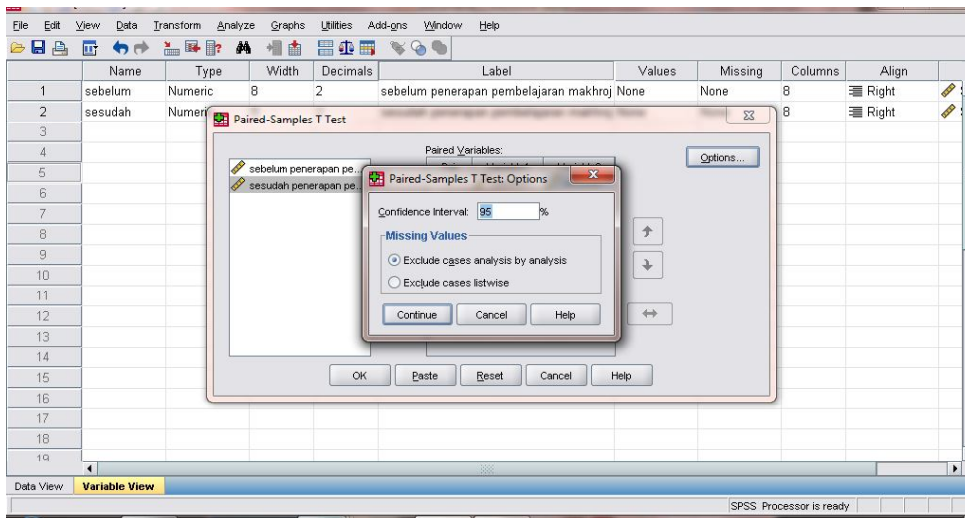 File Edit View Data Transform Analyze Graphs Utilities Add-ons Window Help
Name Type Width Decimals Label Values Missing Columns Align
1 sebelum Numeric 8 2 sebelum penerapan pembelajaran makhroj None None 8 Right
2 sesudah Numeri 8 Right
3
4
5
6
7
8
9
10
11
12
13
14
15
16
17
18
19
Paired-Samples T Test
Paired Variables:
sebelum penerapan pe...
sesudah penerapan pe...
Options...
Paired-Samples T Test: Options
Confidence Interval: 95 %
Missing Values
Exclude cases analysis by analysis
Exclude cases listwise
Continue Cancel Help
OK Paste Reset Cancel Help
Data View Variable View
SPSS Processor is ready